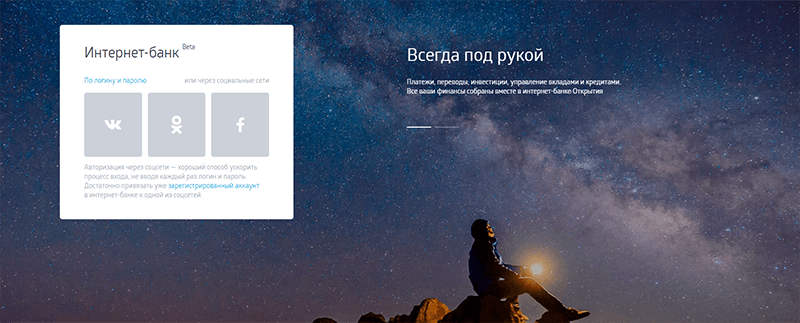 Интернет-банк Beta
По логину и паролю
или через социальные сети
Авторизация через соцсети — хороший способ ускорить
процесс входа, не вводя каждый раз логин и пароль.
Достаточно привязать уже зарегистрированный аккаунт
в интернет-банке к одной из соцсетей.
Всегда под рукой
Платежи, переводы, инвестиции, управление вкладами и кредитами.
Все ваши финансы собраны вместе в интернет-банке Открытия